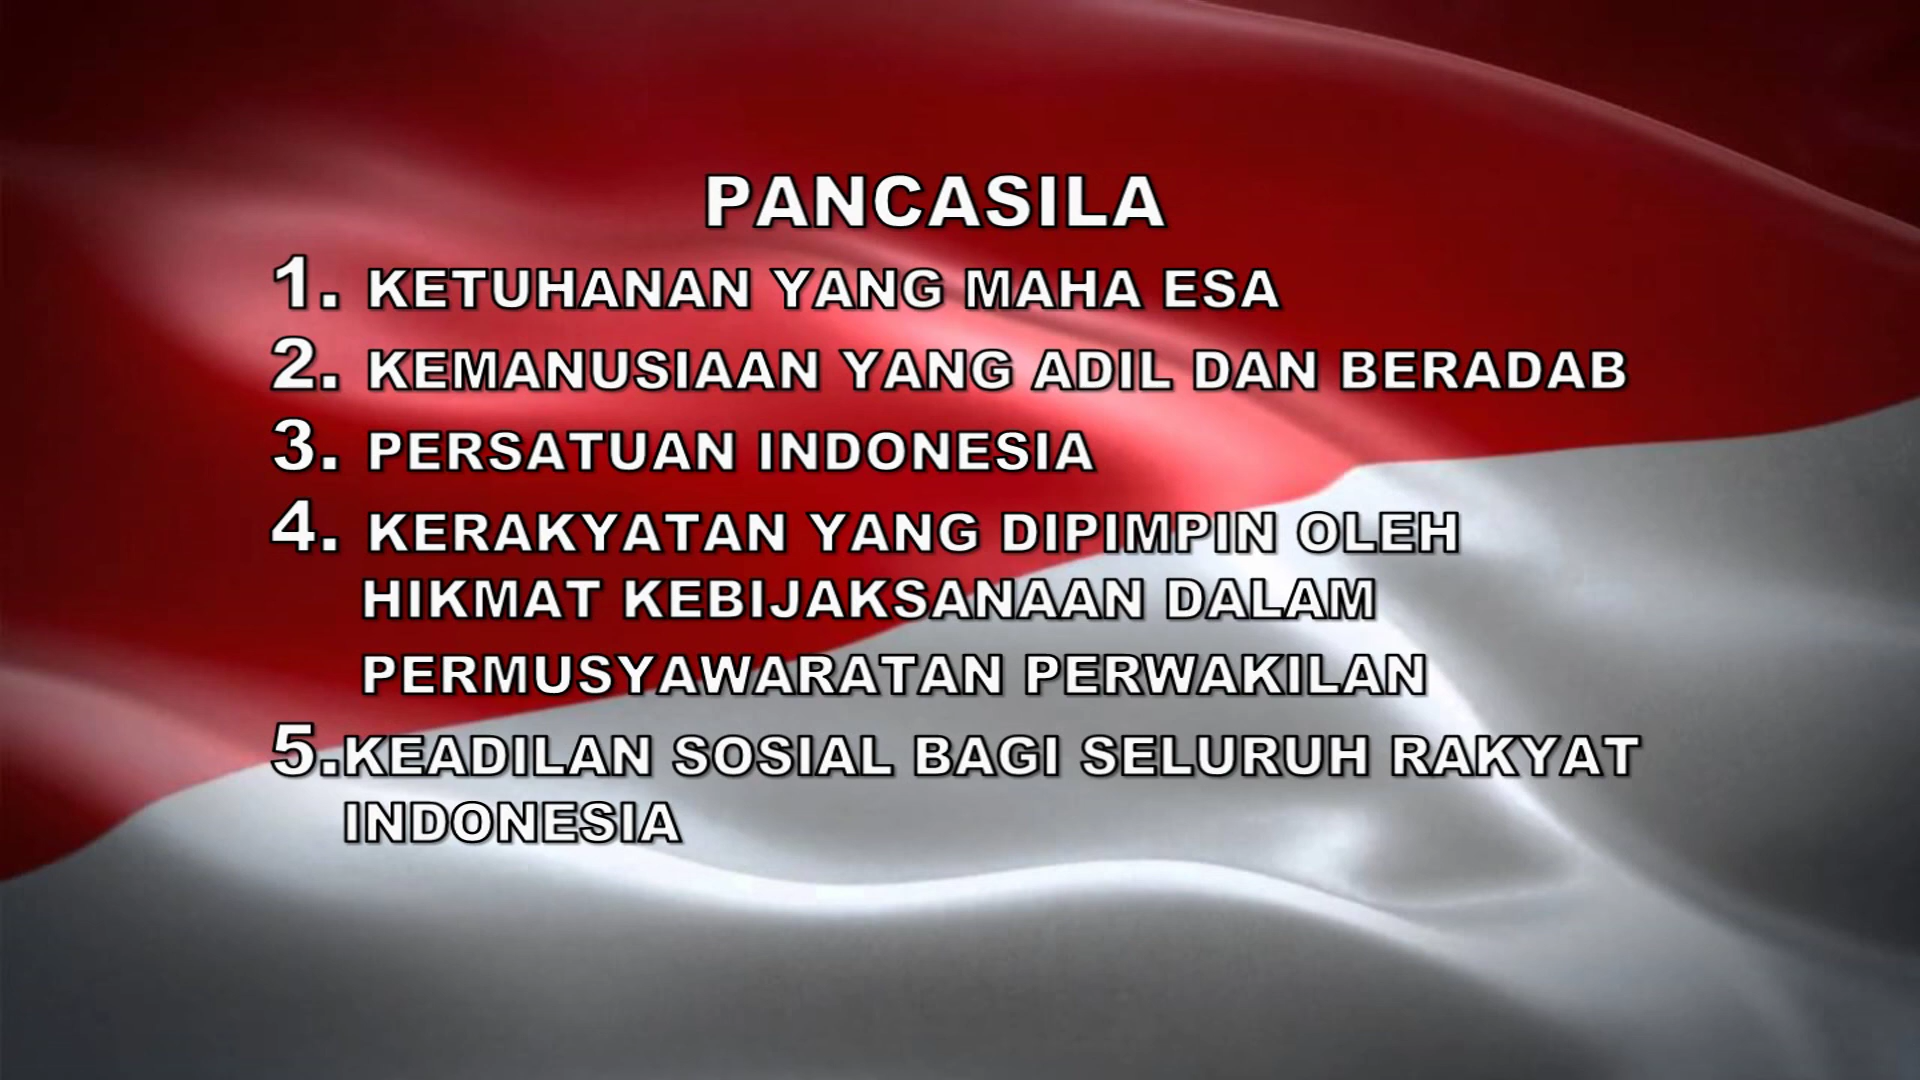 PANCASILA
1. KETUHANAN YANG MAHA ESA
2. KEMANUSIAAN YANG ADIL DAN BERADAB
3. PERSATUAN INDONESIA
4. KERAKYATAN YANG DIPIMPIN OLEH
HIKMAT KEBIJAKSANAAN DALAM
PERMUSYAWARATAN PERWAKILAN
5.KEADILAN SOSIAL BAGI SELURUH RAKYAT
INDONESIA